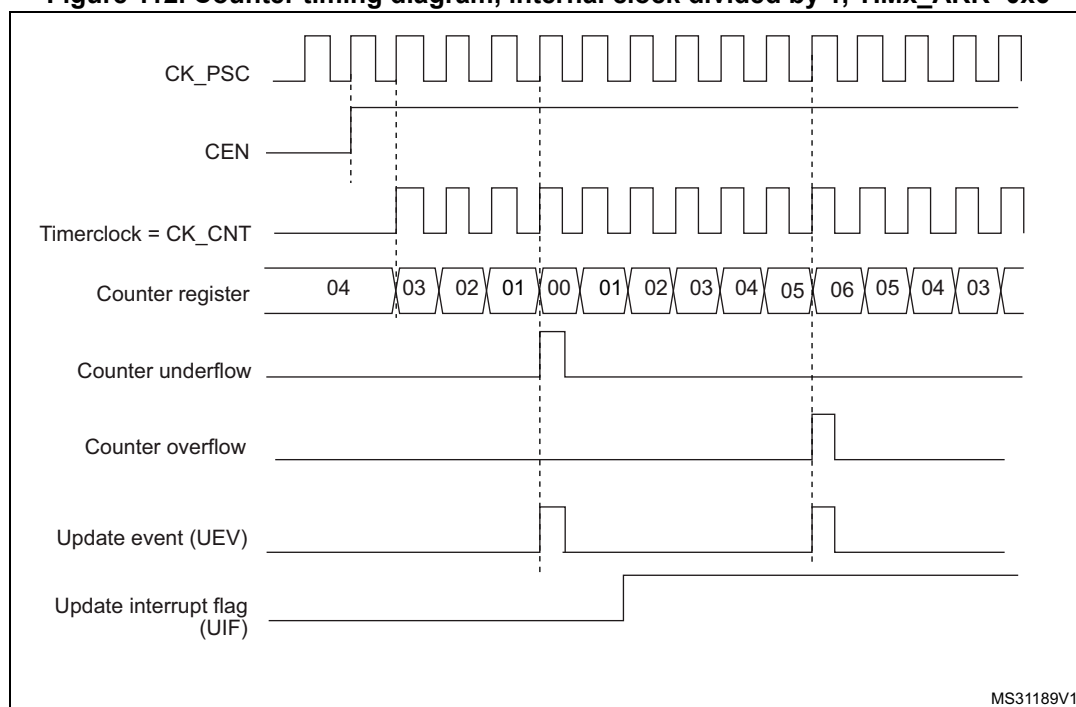 Figure 112. Counter timing diagram, internal clock divided by 1, TIMx_ARR=0x6
CK_PSC
CEN
Timerclock = CK_CNT
Counter register
04 03 02 01 00 01 02 03 04 05 06 05 04 03
Counter underflow
Counter overflow
Update event (UEV)
Update interrupt flag
(UIF)
MS31189V1